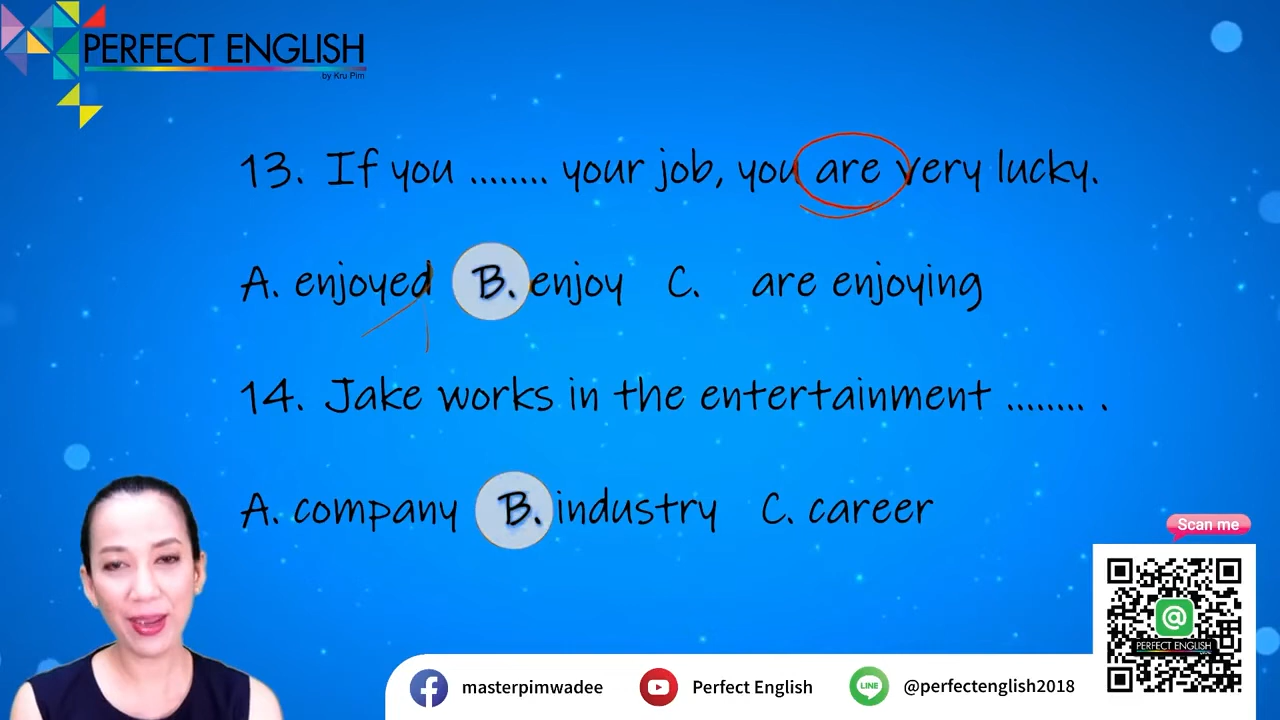 PERFECT ENGLISH
by Kru Pim
13. If you ........ your job, you are very lucky.
A. enjoyed B. enjoy C. are enjoying
14. Jake works in the entertainment ........ .
A. company B. industry C. career
Scan me
@
PERFECT ENGLISH
masterpimwadee
Perfect English
LINE
@perfectenglish2018